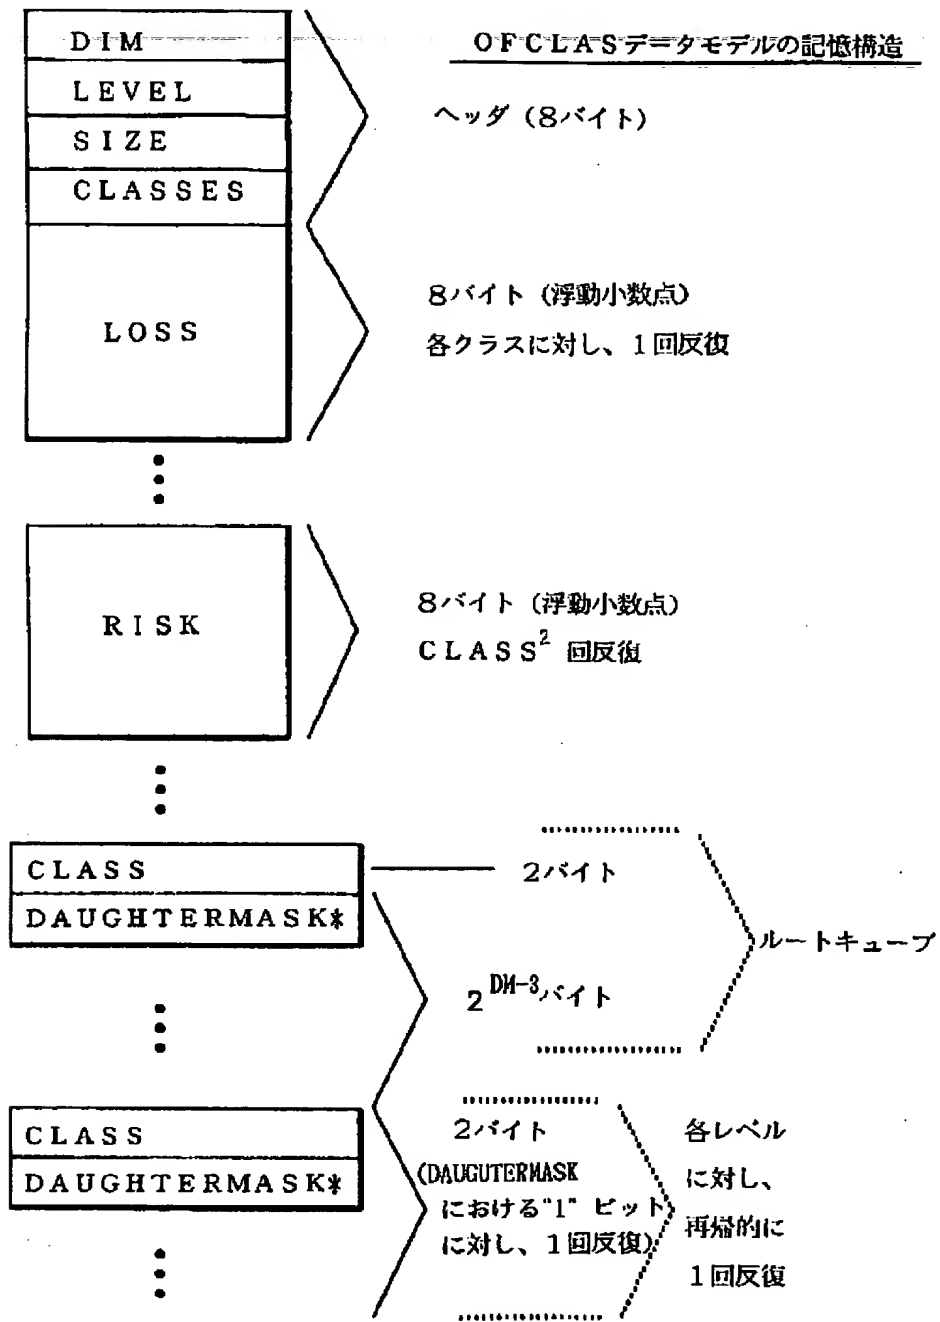 OFCLASデータモデルの記憶構造
DIM
LEVEL
SIZE
CLASSES
ヘッダ（8バイト）
LOSS
8バイト（浮動小数点）
各クラスに対し、1回反復
RISK
8バイト（浮動小数点）
CLASS² 回反復
CLASS
2バイト
DAUGHTERMASK*
ルートキューブ
2^DM-3バイト
CLASS
DAUGHTERMASK*
2バイト
(DAUGUTERMASK
における"1" ビット
に対し、1回反復)
各レベル
に対し、
再帰的に
1回反復